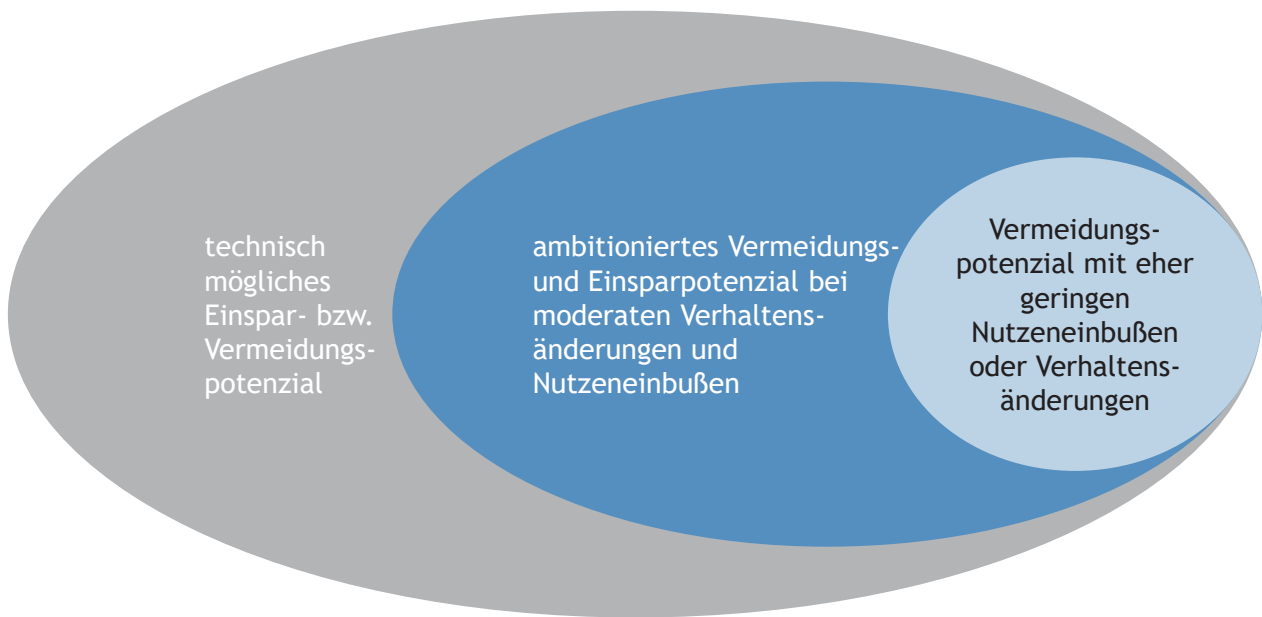 technisch
mögliches
Einspar- bzw.
Vermeidungs-
potenzial
ambitioniertes Vermeidungs-
und Einsparpotenzial bei
moderaten Verhaltens-
änderungen und
Nutzeneinbußen
Vermeidungs-
potenzial mit eher
geringen
Nutzeneinbußen
oder Verhaltens-
änderungen